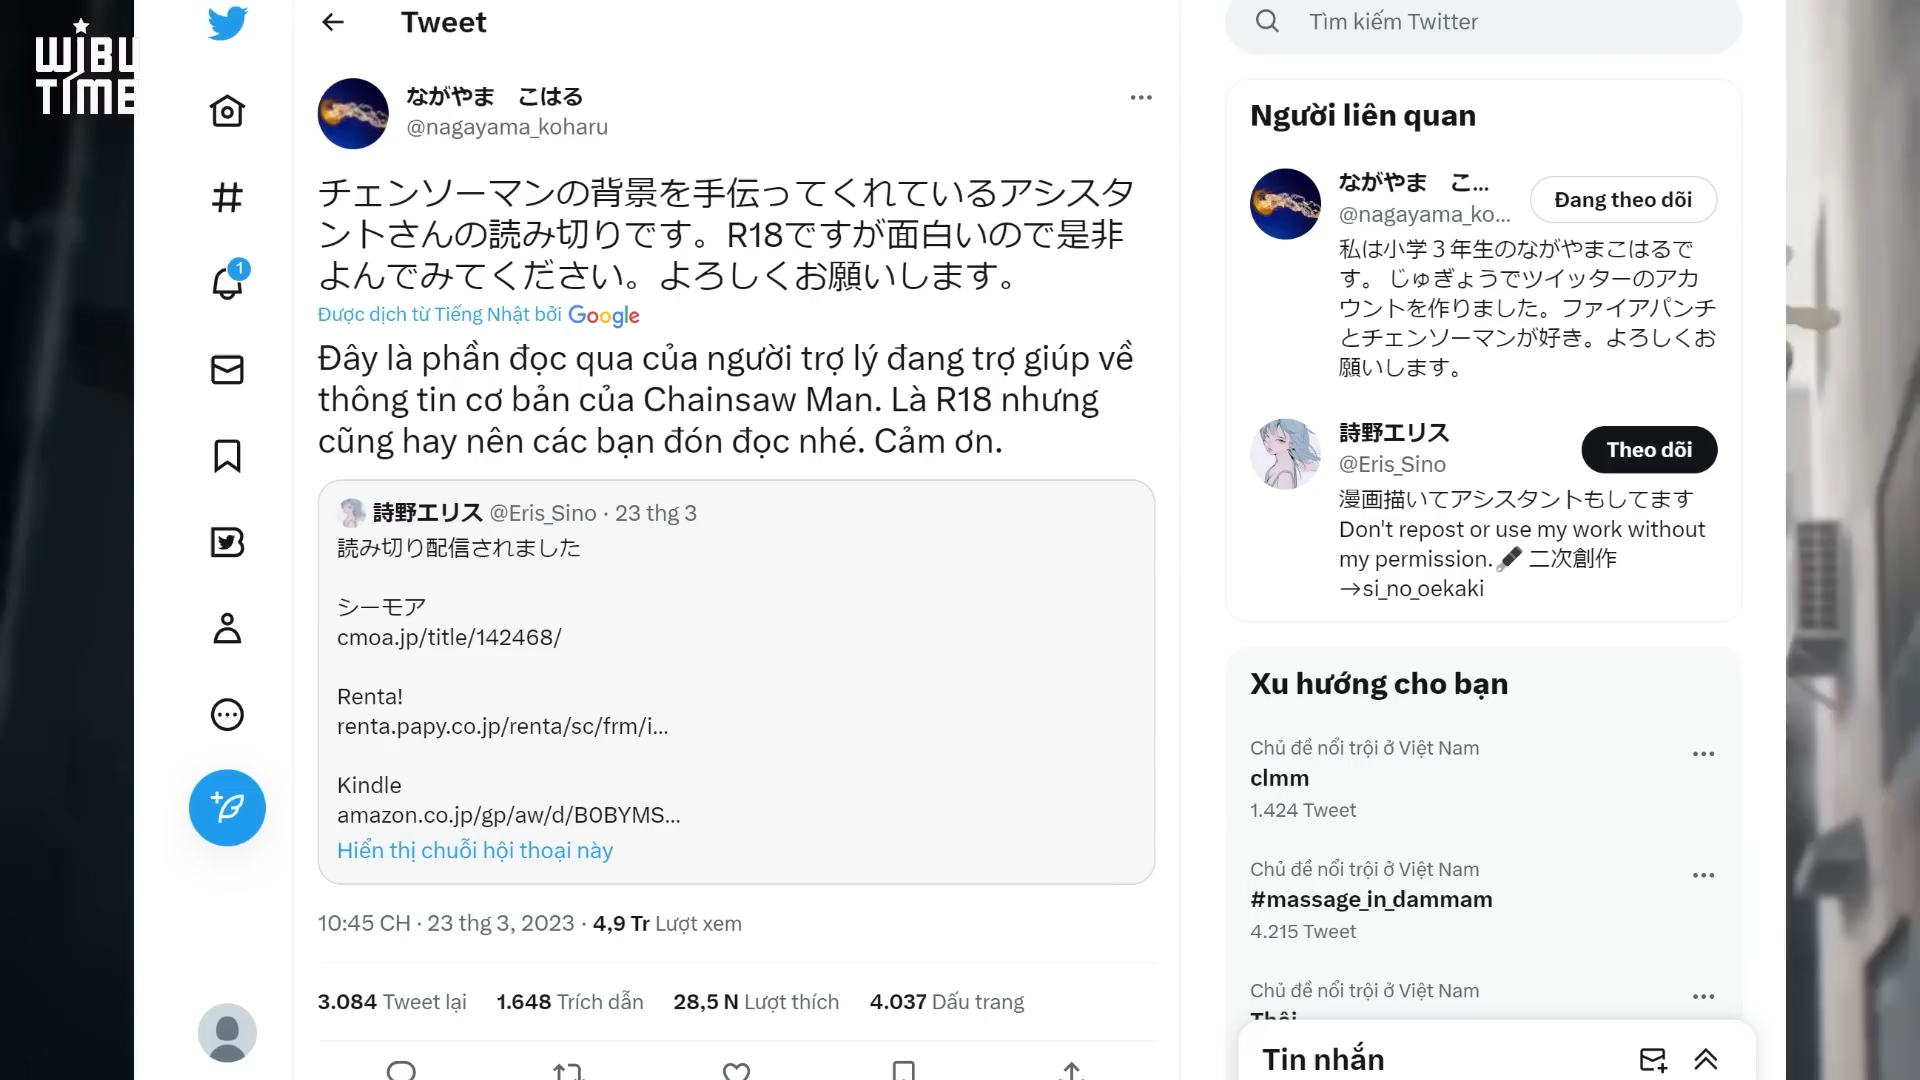 WIBU
TIME
Tweet
Tìm kiếm Twitter
ながやま　こはる
@nagayama_koharu
チェンソーマンの背景を手伝ってくれているアシスタ
ントさんの読み切りです。R18ですが面白いので是非
よんでみてください。よろしくお願いします。
Được dịch từ Tiếng Nhật bởi Google
Đây là phần đọc qua của người trợ lý đang trợ giúp về
thông tin cơ bản của Chainsaw Man. Là R18 nhưng
cũng hay nên các bạn đón đọc nhé. Cảm ơn.
詩野エリス @Eris_Sino · 23 thg 3
読み切り配信されました
シーモア
cmoa.jp/title/142468/
Renta!
renta.papy.co.jp/renta/sc/frm/i...
Kindle
amazon.co.jp/gp/aw/d/B0BYMS...
Hiển thị chuỗi hội thoại này
10:45 CH · 23 thg 3, 2023 · 4,9 Tr Lượt xem
3.084 Tweet lại 1.648 Trích dẫn 28,5 N Lượt thích 4.037 Dấu trang
1
Người liên quan
ながやま　こ...
Đang theo dõi
@nagayama_ko...
私は小学３年生のながやまこはるで
す。 じゅぎょうでツイッターのアカ
ウントを作りました。ファイアパンチ
とチェンソーマンが好き。よろしくお
願いします。
詩野エリス
Theo dõi
@Eris_Sino
漫画描いてアシスタントもしてます
Don't repost or use my work without
my permission. 二次創作
→si_no_oekaki
Xu hướng cho bạn
Chủ đề nổi trội ở Việt Nam
clmm
1.424 Tweet
Chủ đề nổi trội ở Việt Nam
#massage_in_dammam
4.215 Tweet
Chủ đề nổi trội ở Việt Nam
Tin nhắn